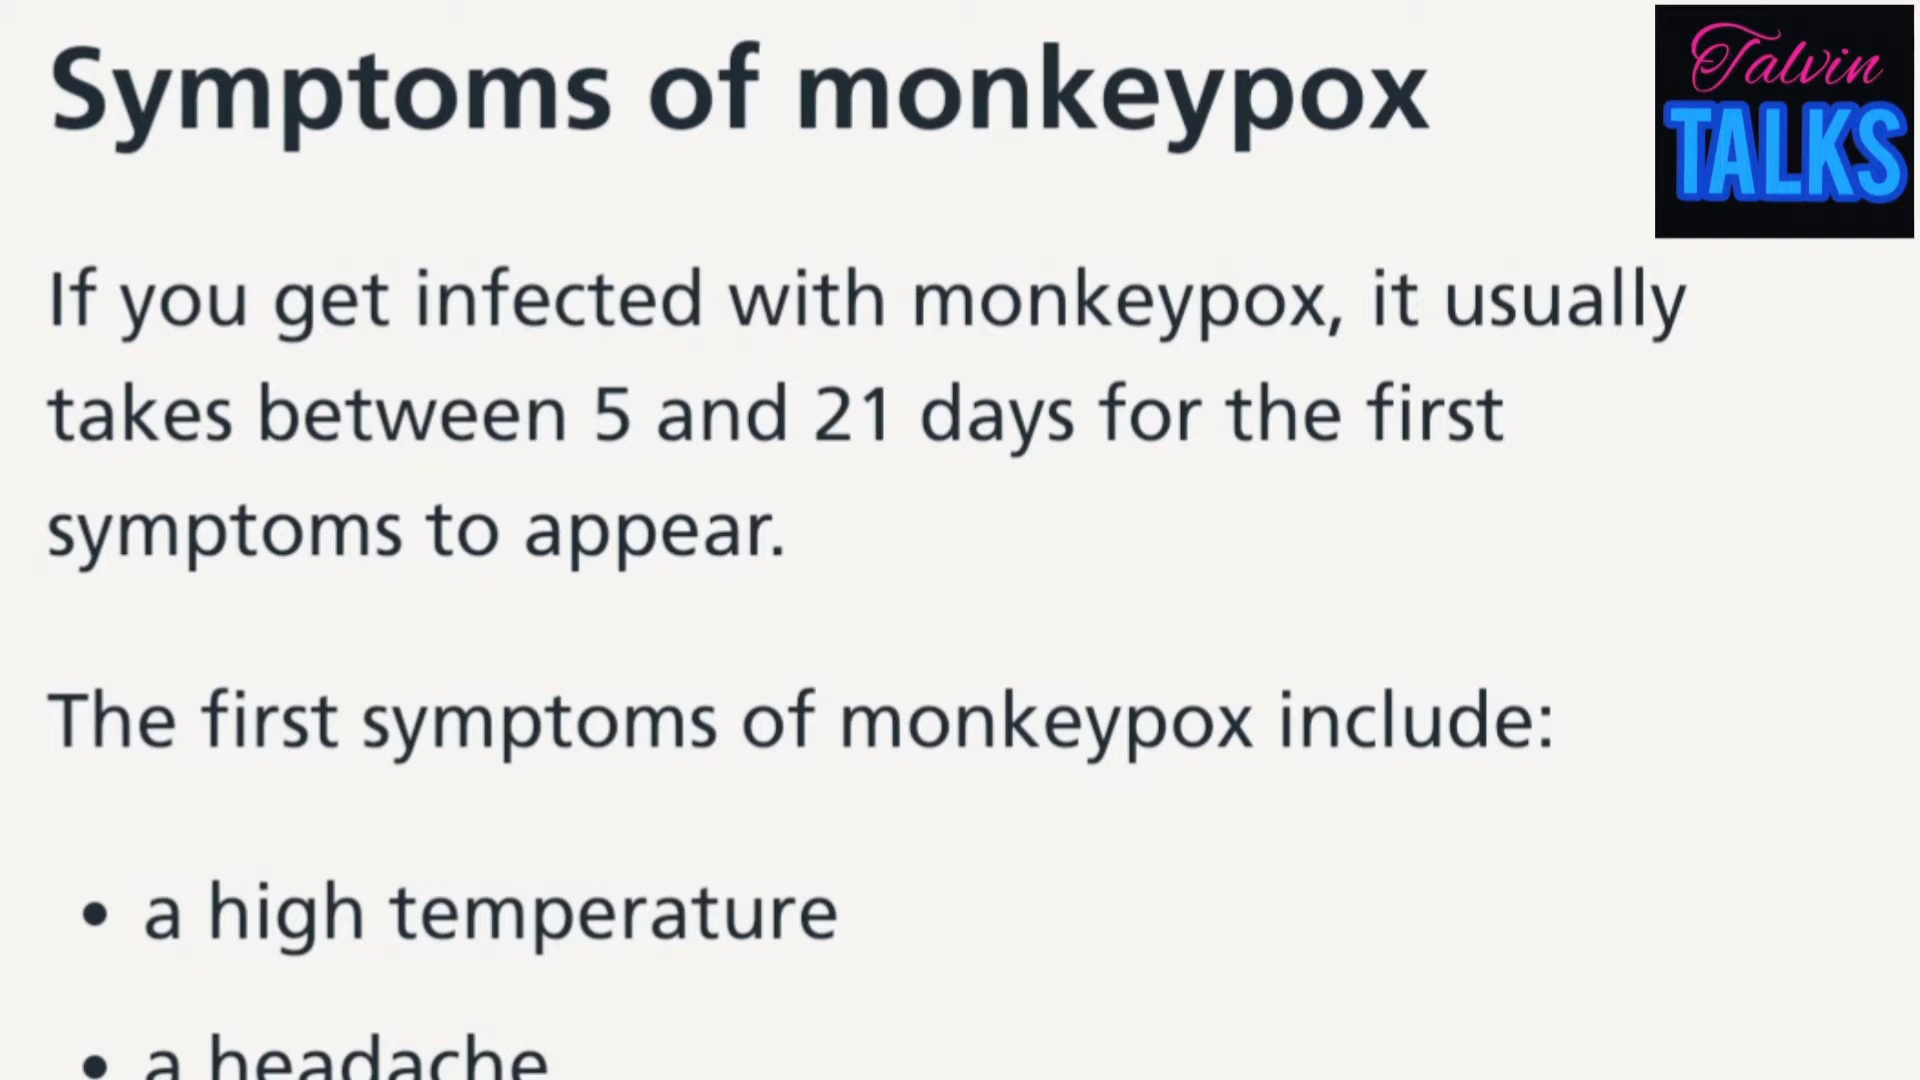 Symptoms of monkeypox
Talvin
TALKS
If you get infected with monkeypox, it usually
takes between 5 and 21 days for the first
symptoms to appear.
The first symptoms of monkeypox include:
• a high temperature
• a headache